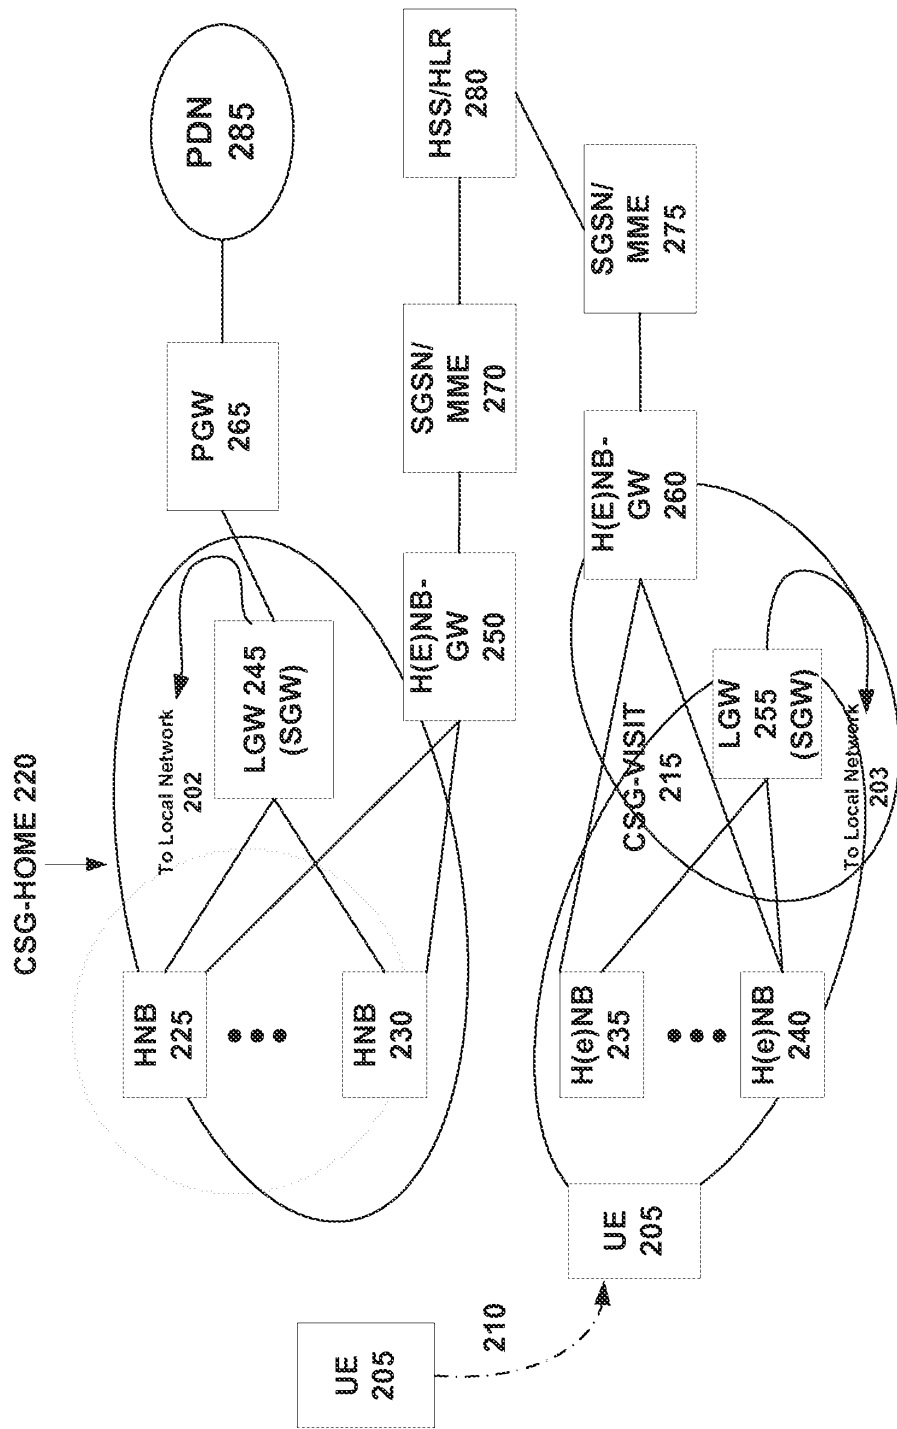 CSG-HOME 220
HNB
225
HNB
230
To Local Network
202
LGW 245
(SGW)
PGW
265
PDN
285
H(E)NB-
GW
250
SGSN/
MME
270
HSS/HLR
280
UE
205
210
UE
205
H(e)NB
235
H(e)NB
240
CSG-VISIT
215
LGW
255
(SGW)
To Local Network
203
H(E)NB-
GW
260
SGSN/
MME
275